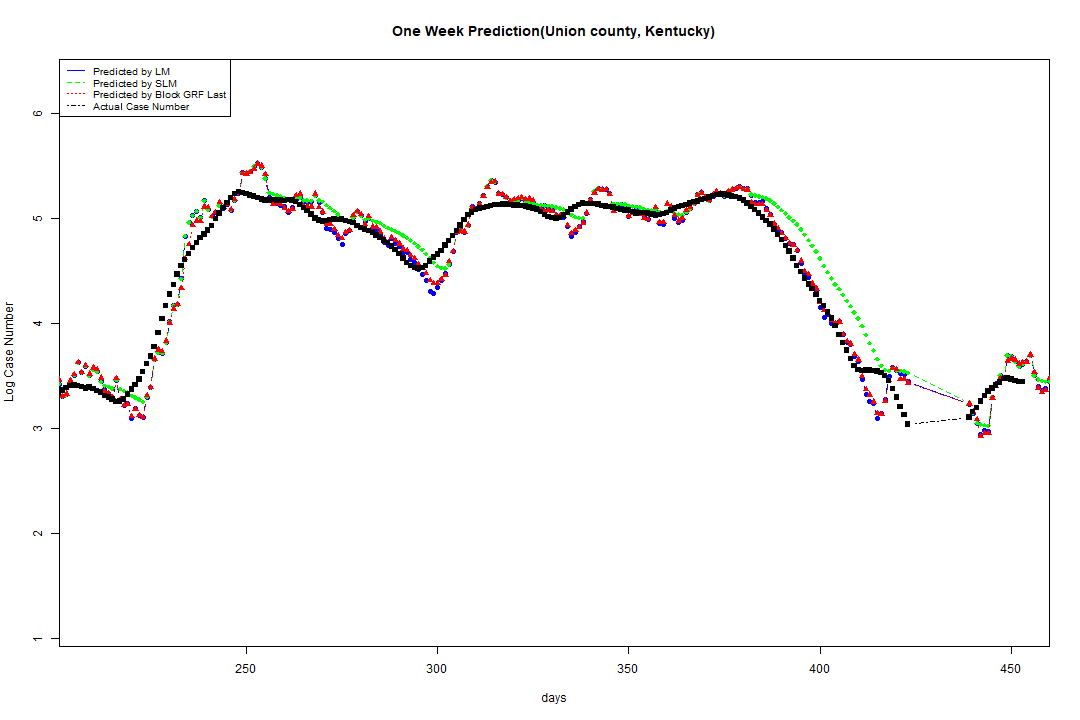 One Week Prediction(Union county, Kentucky)
Predicted by LM
Predicted by SLM
Predicted by Block GRF Last
Actual Case Number
6
5
4
3
2
1
Log Case Number
250 300 350 400 450
days